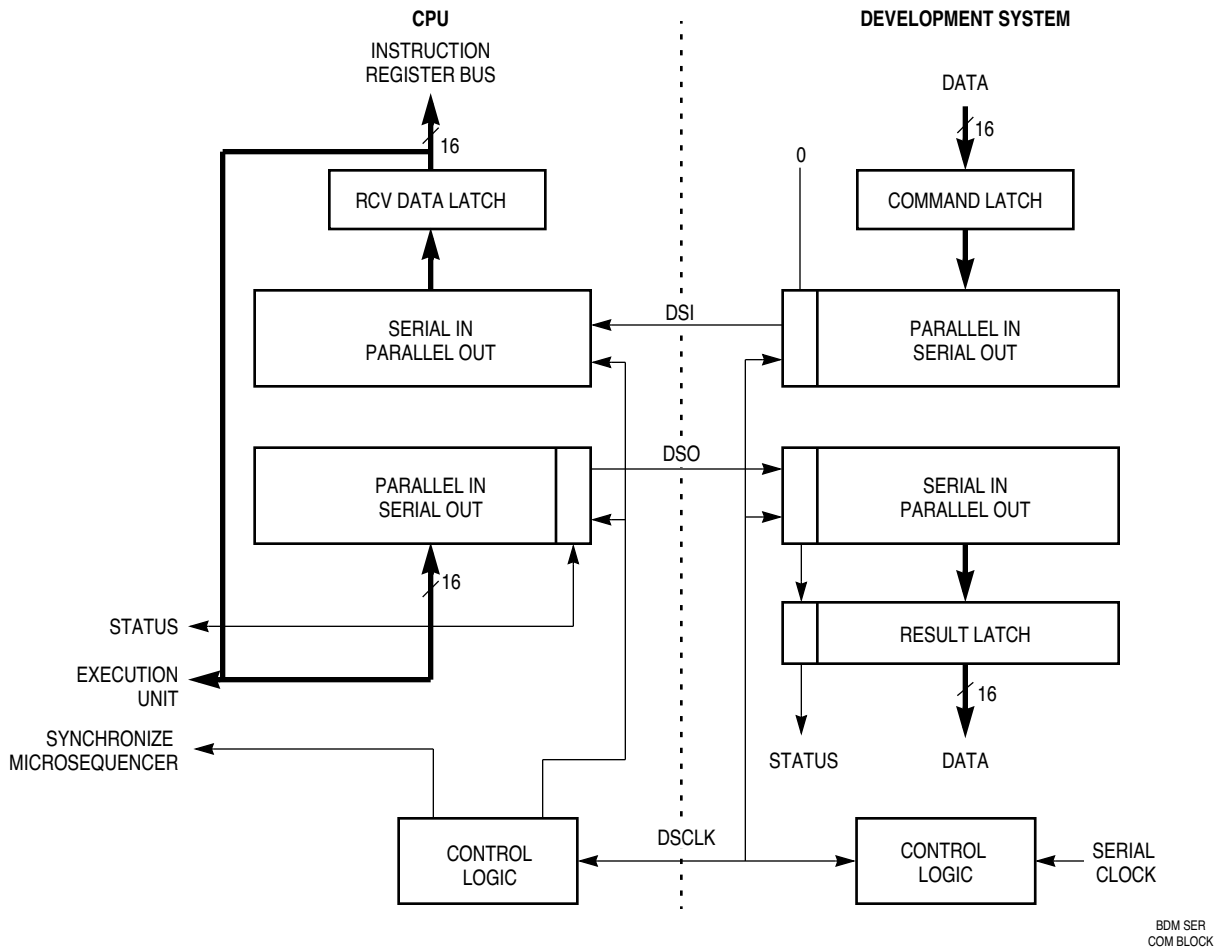 CPU
DEVELOPMENT SYSTEM
INSTRUCTION
REGISTER BUS
DATA
16
16
0
RCV DATA LATCH
COMMAND LATCH
SERIAL IN
PARALLEL OUT
DSI
PARALLEL IN
SERIAL OUT
PARALLEL IN
SERIAL OUT
DSO
SERIAL IN
PARALLEL OUT
16
STATUS
RESULT LATCH
EXECUTION
UNIT
16
SYNCHRONIZE
MICROSEQUENCER
STATUS
DATA
CONTROL
LOGIC
DSCLK
CONTROL
LOGIC
SERIAL
CLOCK
BDM SER
COM BLOCK